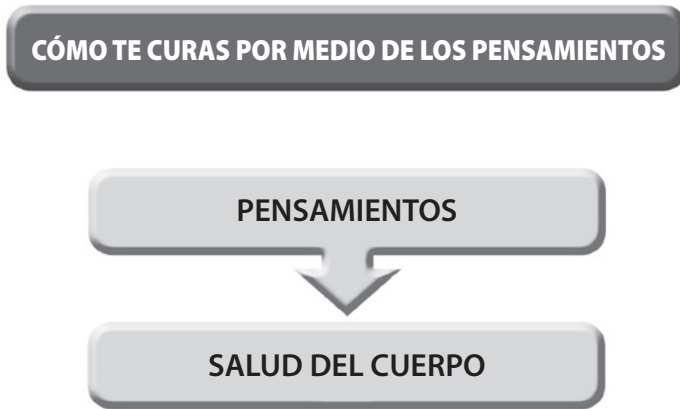 CÓMO TE CURAS POR MEDIO DE LOS PENSAMIENTOS
PENSAMIENTOS
SALUD DEL CUERPO